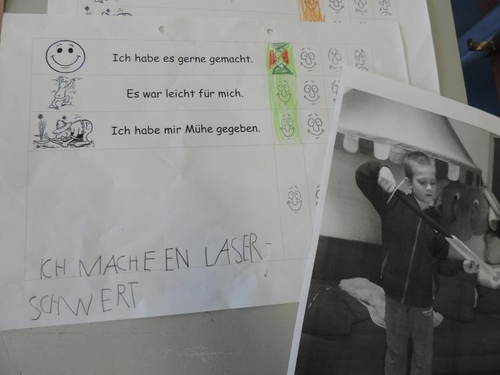 Ich habe es gerne gemacht.
Es war leicht für mich.
Ich habe mir Mühe gegeben.
ICH MACHE EN LASER-
SCHWERT